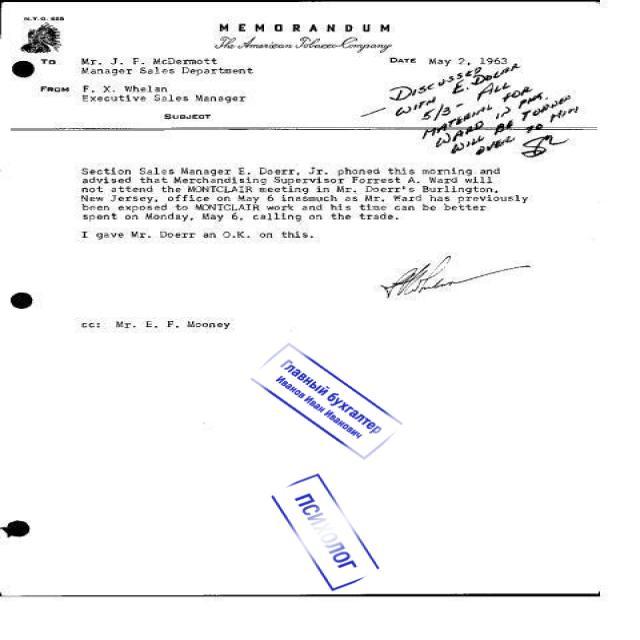 N.Y.O. 625
MEMORANDUM
The American Tobacco Company
TO Mr. J. F. McDermott DATE May 2, 1963
Manager Sales Department
FROM F. X. Whelan
Executive Sales Manager
SUBJECT
DISCUSSED
WITH E. DOERR
5/3 - ALL
MATERIAL FOR
WARD IN
WILL BE TURNED
OVER TO HIM
Section Sales Manager E. Doerr, Jr. phoned this morning and
advised that Merchandising Supervisor Forrest A. Ward will
not attend the MONTCLAIR meeting in Mr. Doerr's Burlington,
New Jersey, office on May 6 inasmuch as Mr. Ward has previously
been exposed to MONTCLAIR work and his time can be better
spent on Monday, May 6, calling on the trade.
I gave Mr. Doerr an O.K. on this.
cc: Mr. E. F. Mooney
Главный бухгалтер
Иванов Иван Иванович
ПСИХОЛОГ